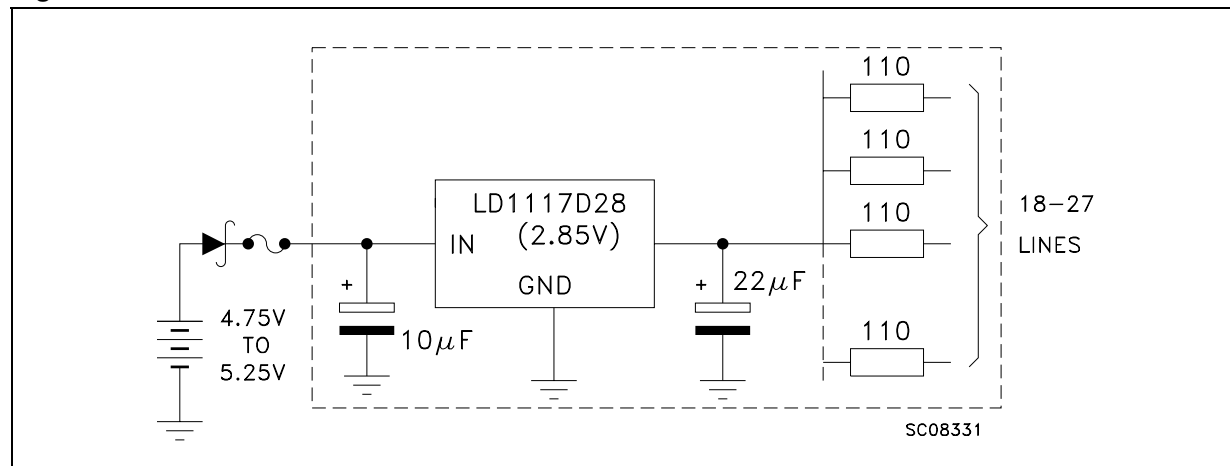 110
110
LD1117D28
(2.85V)
110
18-27
LINES
IN
GND
+
+
22μF
4.75V
TO
5.25V
10μF
110
SC08331